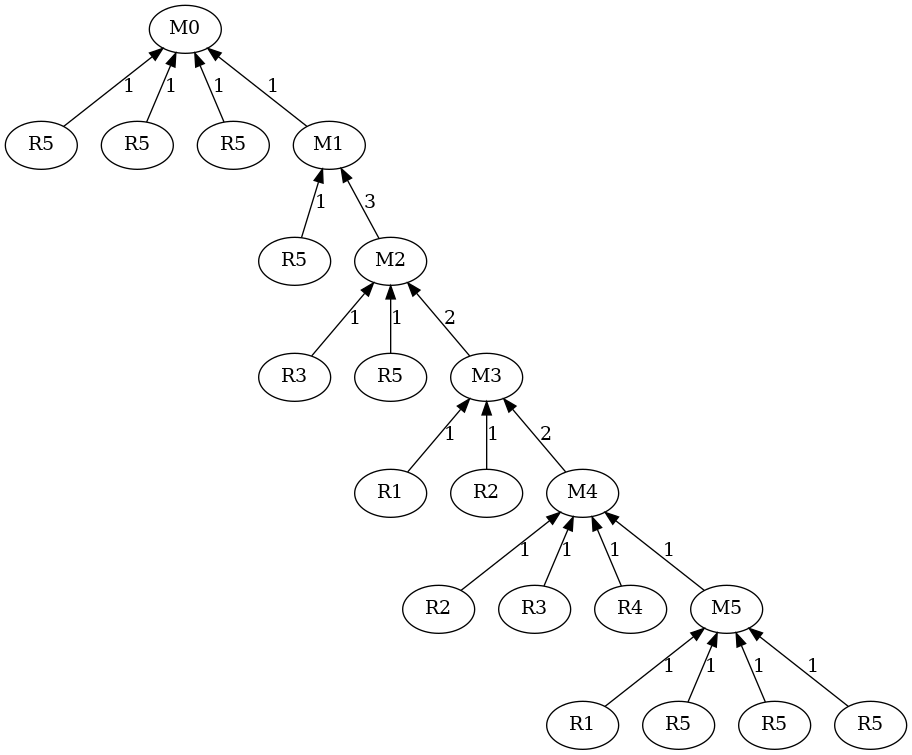 M0
1 1 1 1
R5 R5 R5 M1
1 3
R5 M2
1 1 2
R3 R5 M3
1 1 2
R1 R2 M4
1 1 1 1
R2 R3 R4 M5
1 1 1 1
R1 R5 R5 R5